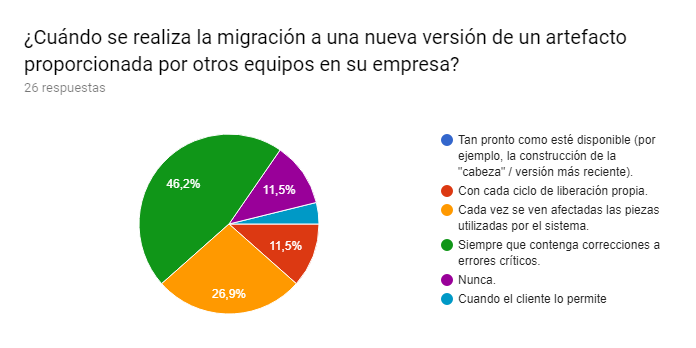 ¿Cuándo se realiza la migración a una nueva versión de un artefacto
proporcionada por otros equipos en su empresa?
26 respuestas
46,2%
11,5%
11,5%
26,9%
Tan pronto como esté disponible (por
ejemplo, la construcción de la
"cabeza" / versión más reciente).
Con cada ciclo de liberación propia.
Cada vez se ven afectadas las piezas
utilizadas por el sistema.
Siempre que contenga correcciones a
errores críticos.
Nunca.
Cuando el cliente lo permite